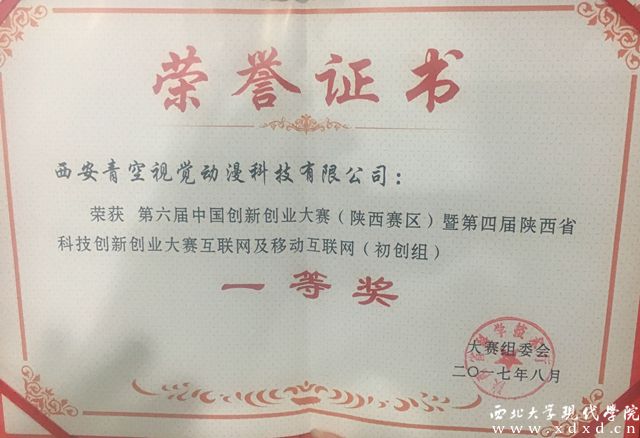 荣誉证书
西安青空视觉动漫科技有限公司：
荣获 第六届中国创新创业大赛（陕西赛区）暨第四届陕西省
科技创新创业大赛互联网及移动互联网（初创组）
一等奖
大赛组委会
二〇一七年八月
西北大学现代学院
www.xdxd.cn